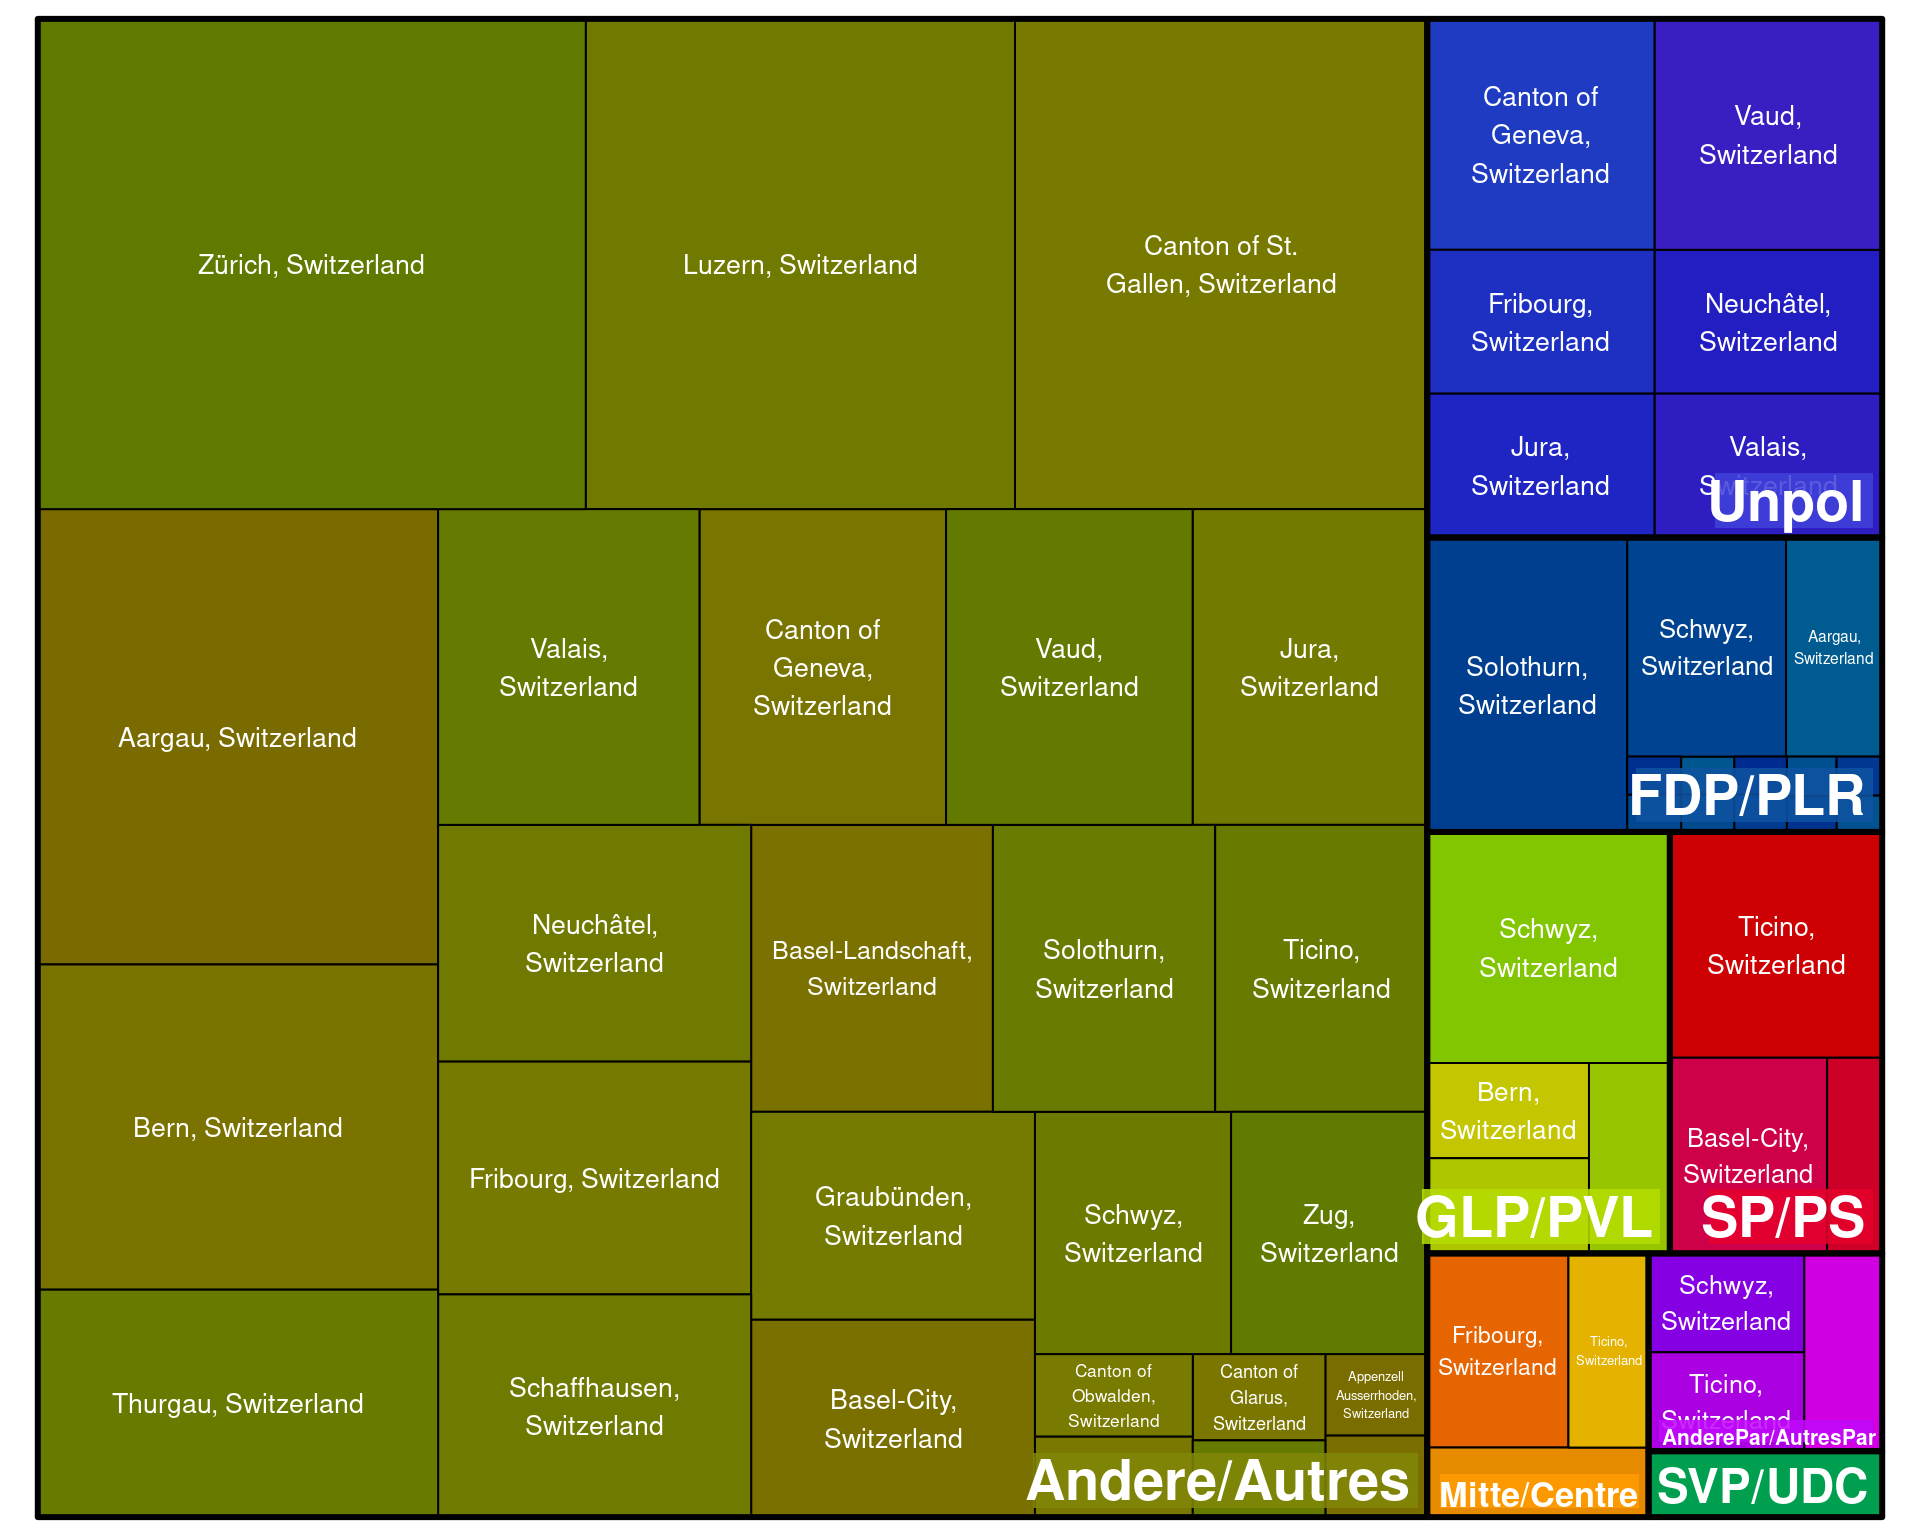 Zürich, Switzerland
Luzern, Switzerland
Canton of St.
Gallen, Switzerland
Aargau, Switzerland
Valais,
Switzerland
Canton of
Geneva,
Switzerland
Vaud,
Switzerland
Jura,
Switzerland
Neuchâtel,
Switzerland
Basel-Landschaft,
Switzerland
Solothurn,
Switzerland
Ticino,
Switzerland
Bern, Switzerland
Fribourg, Switzerland
Graubünden,
Switzerland
Schwyz,
Switzerland
Zug,
Switzerland
Thurgau, Switzerland
Schaffhausen,
Switzerland
Basel-City,
Switzerland
Canton of
Obwalden,
Switzerland
Canton of
Glarus,
Switzerland
Appenzell
Ausserrhoden,
Switzerland
Andere/Autres
Canton of
Geneva,
Switzerland
Vaud,
Switzerland
Fribourg,
Switzerland
Neuchâtel,
Switzerland
Jura,
Switzerland
Valais,
Switzerland
Unpol
Solothurn,
Switzerland
Schwyz,
Switzerland
Aargau,
Switzerland
FDP/PLR
Schwyz,
Switzerland
Bern,
Switzerland
GLP/PVL
Ticino,
Switzerland
Basel-City,
Switzerland
SP/PS
Fribourg,
Switzerland
Ticino,
Switzerland
Mitte/Centre
Schwyz,
Switzerland
Ticino,
Switzerland
AnderePar/AutresPar
SVP/UDC